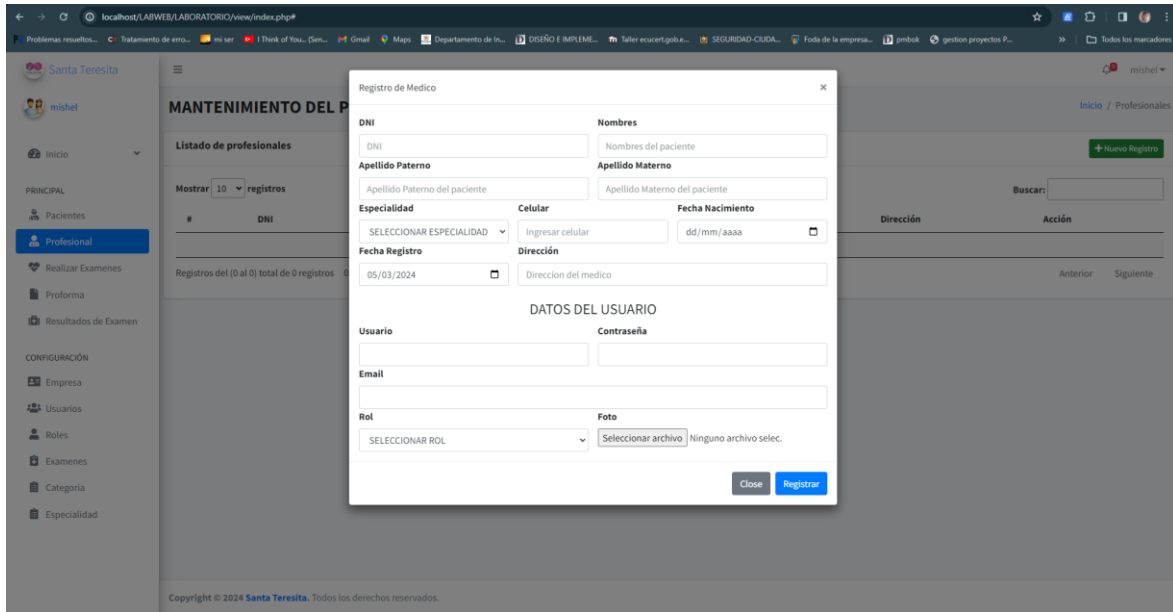 localhost/LABWEB/LABORATORIO/view/index.php#
Problemas resueltos... Tratamiento de erro... mi ser I Think of You... (Sen... Gmail Maps Departamento de In... DISEÑO E IMPLEME... Taller ecucert.gob.e... SEGURIDAD-CIUDA... Foda de la empresa... pmbok gestion proyectos P... » Todos los marcadores
Santa Teresita
mishel
mishel
MANTENIMIENTO DEL P
Inicio / Profesionales
Inicio
Listado de profesionales
Nuevo Registro
PRINCIPAL
Mostrar 10 registros
Buscar:
Pacientes
# DNI Dirección Acción
Profesional
Realizar Examenes
Registros del (0 al 0) total de 0 registros 0
Anterior Siguiente
Proforma
Resultados de Examen
CONFIGURACIÓN
Empresa
Usuarios
Roles
Examenes
Categoria
Especialidad
Registro de Medico ×
DNI Nombres
DNI Nombres del paciente
Apellido Paterno Apellido Materno
Apellido Paterno del paciente Apellido Materno del paciente
Especialidad Celular Fecha Nacimiento
SELECCIONAR ESPECIALIDAD Ingresar celular dd/mm/aaaa
Fecha Registro Dirección
05/03/2024 Direccion del medico
DATOS DEL USUARIO
Usuario Contraseña
Email
Rol Foto
SELECCIONAR ROL Seleccionar archivo Ninguno archivo selec.
Close Registrar
Copyright © 2024 Santa Teresita. Todos los derechos reservados.